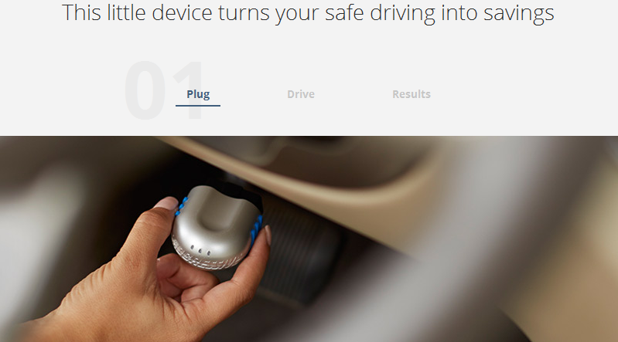 This little device turns your safe driving into savings
01
Plug Drive Results